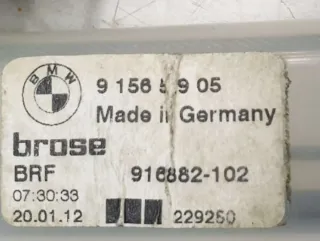 BMW
9 156 5 9 05
Made in Germany
brose
BRF 916882-102
07:30:33
20.01.12 229250